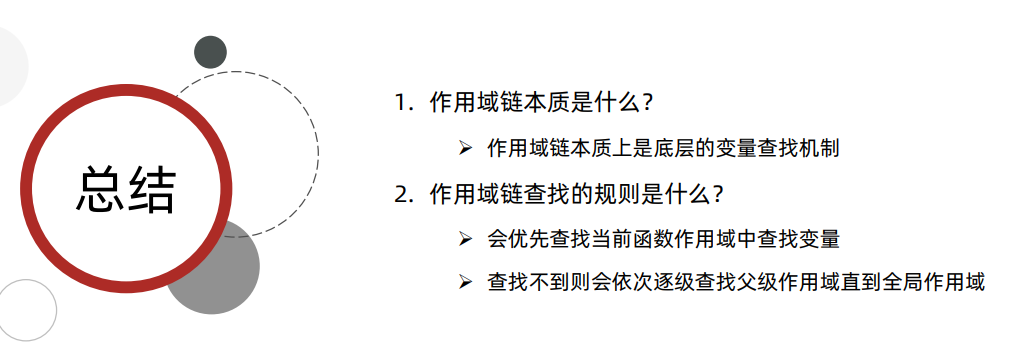 总结
1. 作用域链本质是什么?
➢ 作用域链本质上是底层的变量查找机制
2. 作用域链查找的规则是什么?
➢ 会优先查找当前函数作用域中查找变量
➢ 查找不到则会依次逐级查找父级作用域直到全局作用域